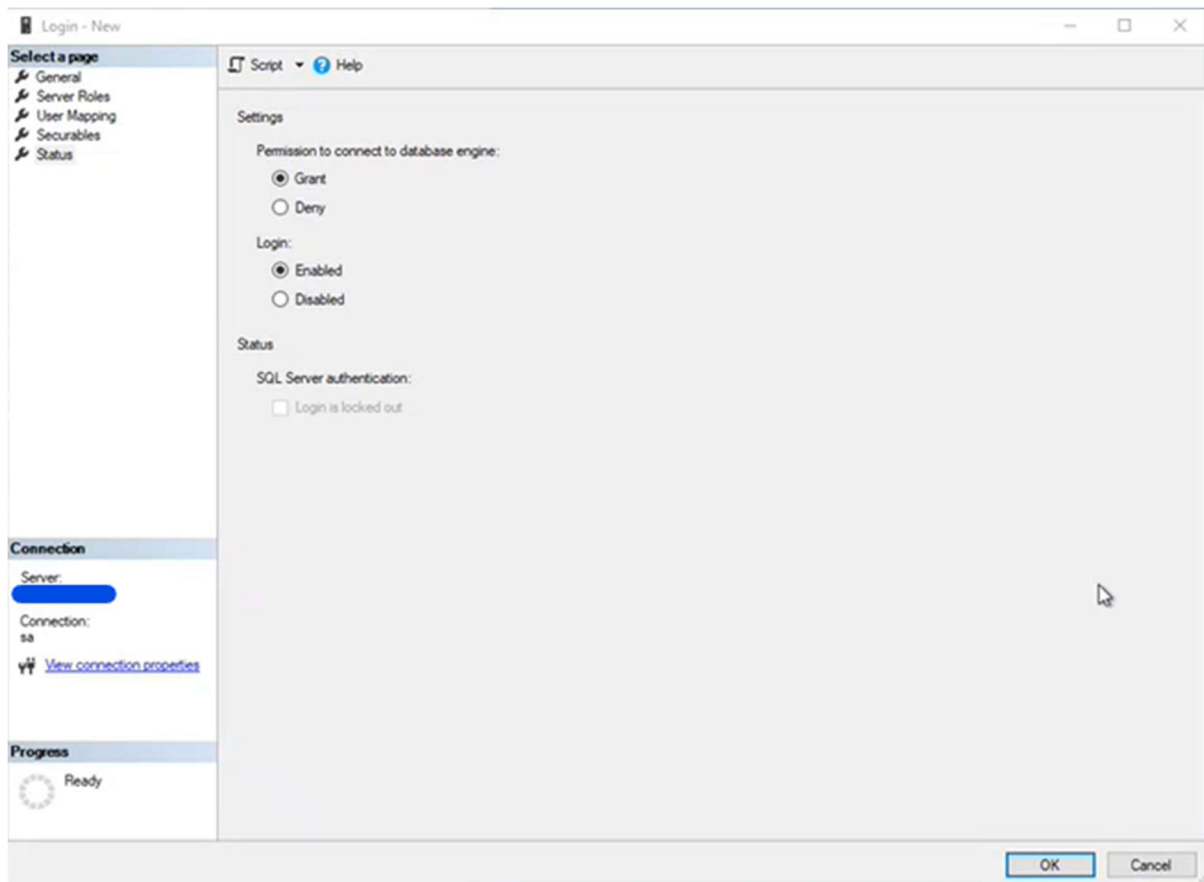 Login - New
Select a page
General
Server Roles
User Mapping
Securables
Status
Script
Help
Settings
Permission to connect to database engine:
Grant
Deny
Login:
Enabled
Disabled
Status
SQL Server authentication:
Login is locked out
Connection
Server:
Connection:
sa
View connection properties
Progress
Ready
OK
Cancel